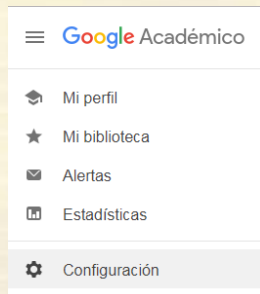 Google Académico
Mi perfil
Mi biblioteca
Alertas
Estadísticas
Configuración